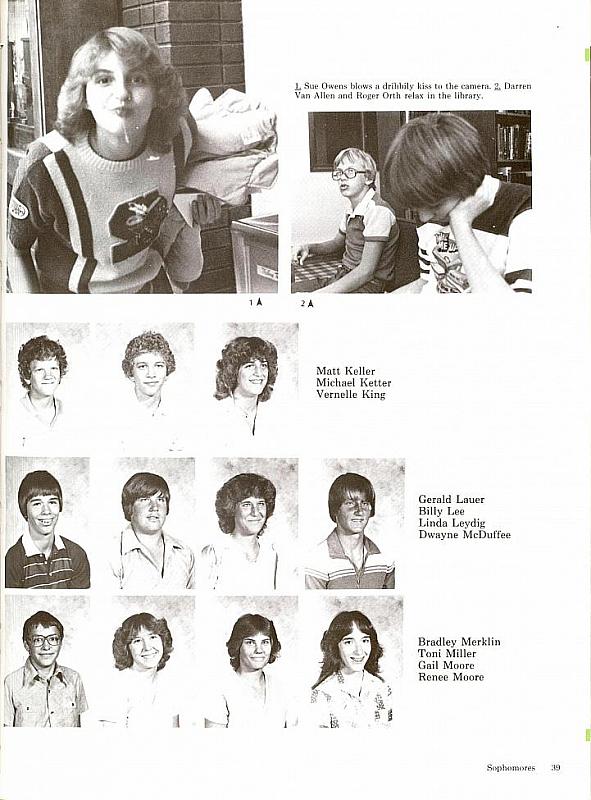 1. Sue Owens blows a dribbily kiss to the camera. 2. Darren
Van Allen and Roger Orth relax in the library.
1
2
Matt Keller
Michael Ketter
Vernelle King
Gerald Lauer
Billy Lee
Linda Leydig
Dwayne McDuffee
Bradley Merklin
Toni Miller
Gail Moore
Renee Moore
Sophomores 39